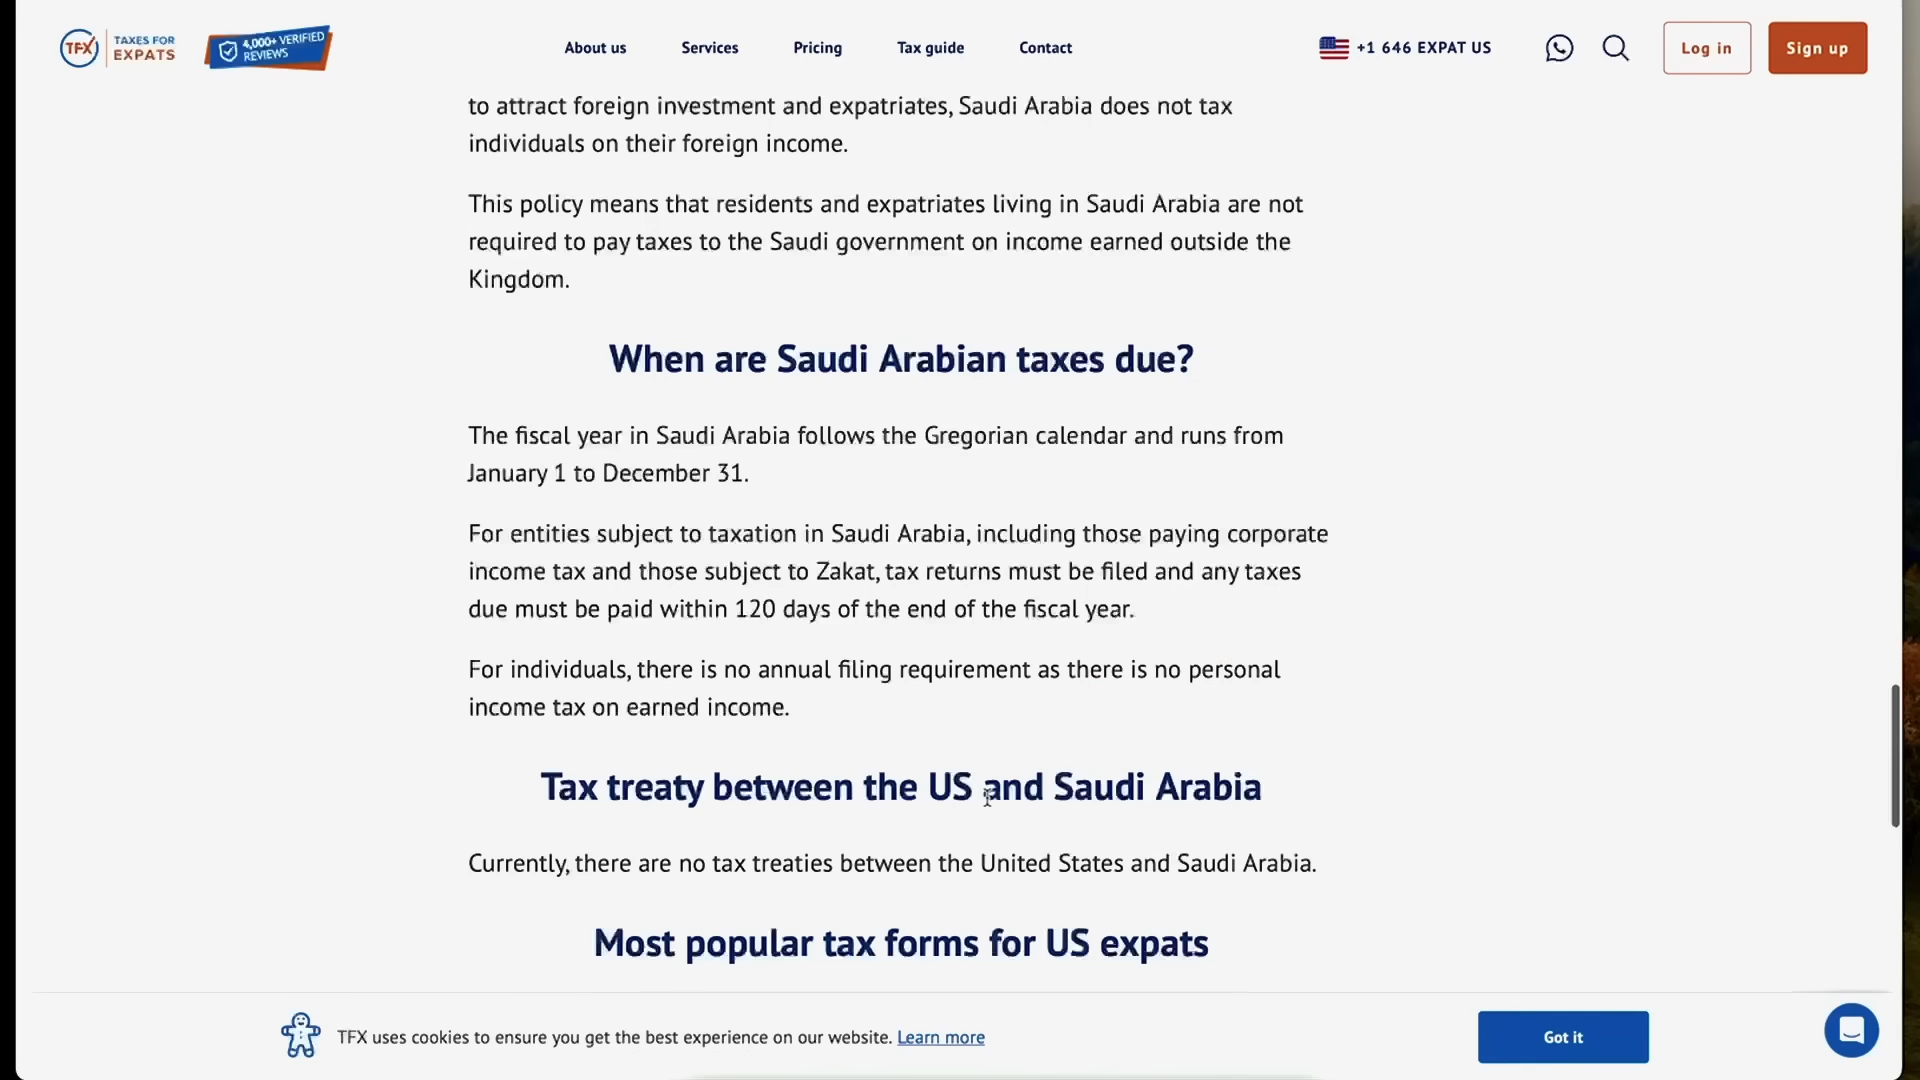 TFX TAXES FOR EXPATS
4,000+ VERIFIED REVIEWS
About us Services Pricing Tax guide Contact
+1 646 EXPAT US
Log in Sign up
to attract foreign investment and expatriates, Saudi Arabia does not tax
individuals on their foreign income.
This policy means that residents and expatriates living in Saudi Arabia are not
required to pay taxes to the Saudi government on income earned outside the
Kingdom.
When are Saudi Arabian taxes due?
The fiscal year in Saudi Arabia follows the Gregorian calendar and runs from
January 1 to December 31.
For entities subject to taxation in Saudi Arabia, including those paying corporate
income tax and those subject to Zakat, tax returns must be filed and any taxes
due must be paid within 120 days of the end of the fiscal year.
For individuals, there is no annual filing requirement as there is no personal
income tax on earned income.
Tax treaty between the US and Saudi Arabia
Currently, there are no tax treaties between the United States and Saudi Arabia.
Most popular tax forms for US expats
TFX uses cookies to ensure you get the best experience on our website. Learn more
Got it